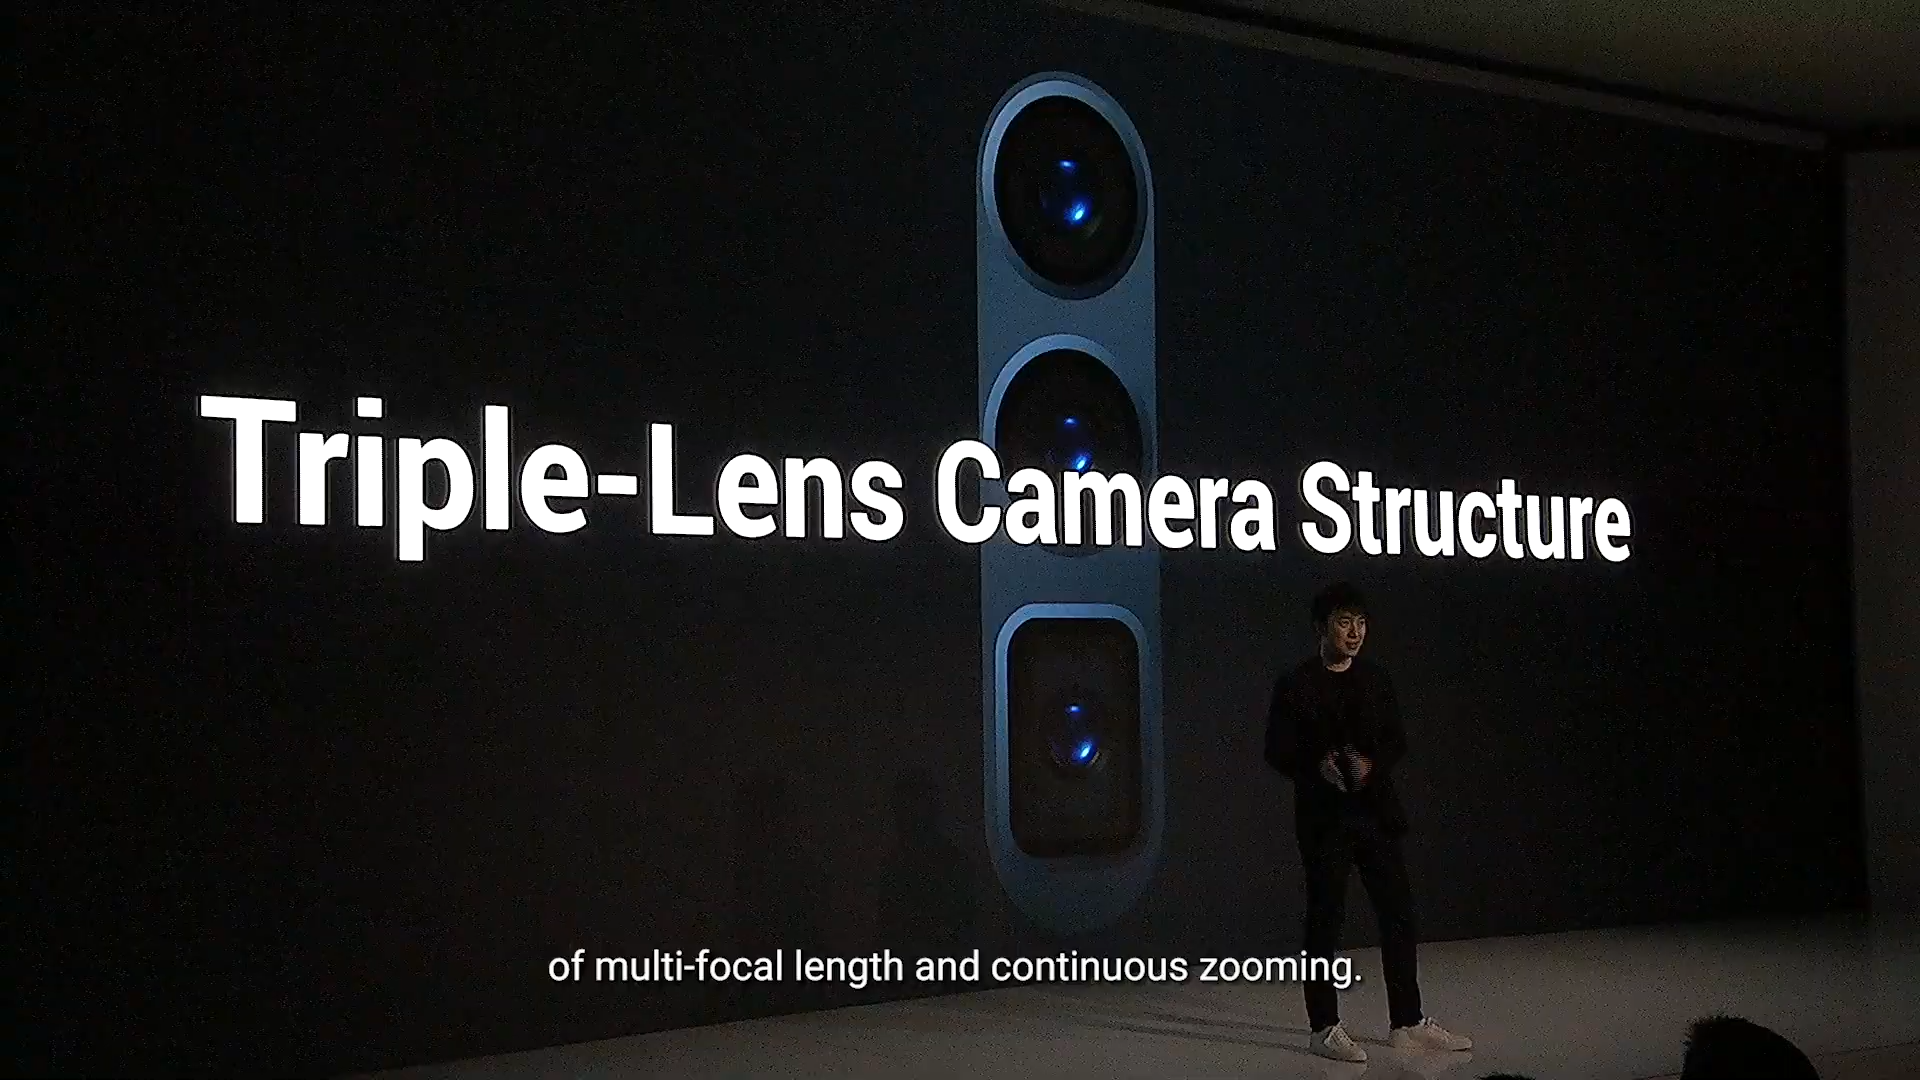 Triple-Lens Camera Structure
of multi-focal length and continuous zooming.